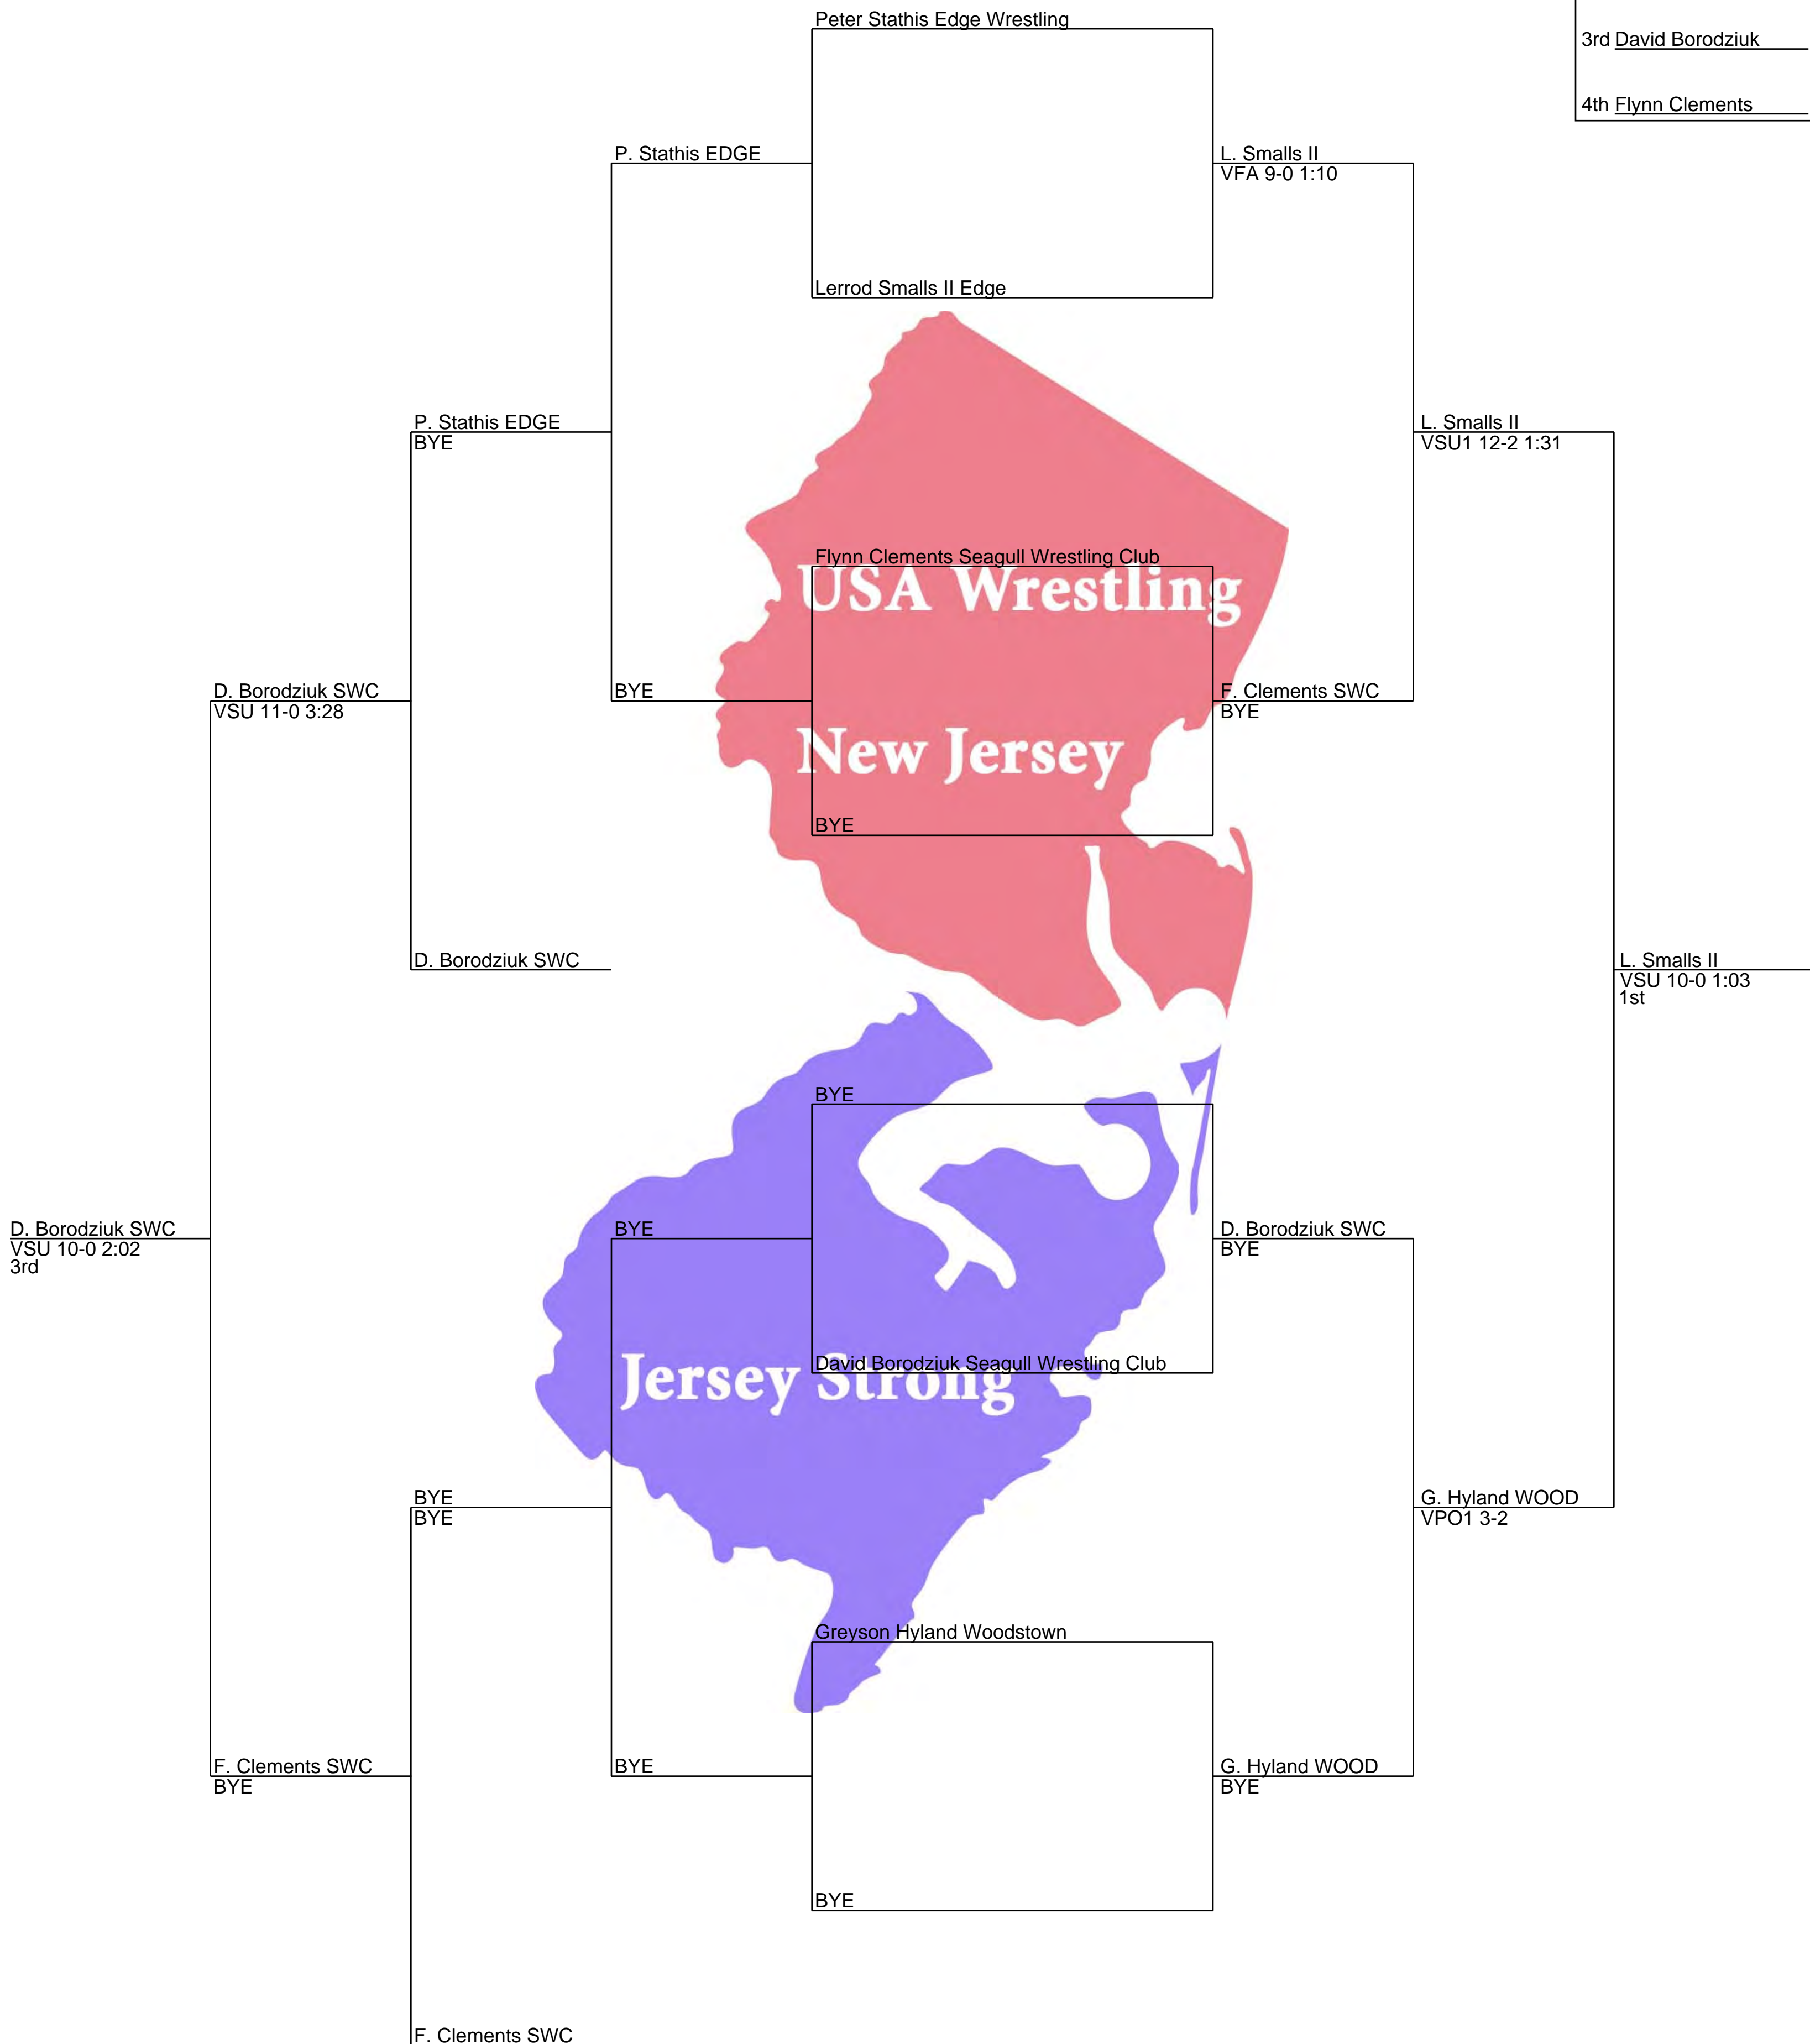 Peter Stathis Edge Wrestling
3rd David Borodziuk
4th Flynn Clements
P. Stathis EDGE
L. Smalls II
VFA 9-0 1:10
Lerrod Smalls II Edge
P. Stathis EDGE
BYE
L. Smalls II
VSU1 12-2 1:31
Flynn Clements Seagull Wrestling Club
USA Wrestling
D. Borodziuk SWC
VSU 11-0 3:28
BYE
F. Clements SWC
BYE
New Jersey
BYE
D. Borodziuk SWC
L. Smalls II
VSU 10-0 1:03
1st
BYE
D. Borodziuk SWC
VSU 10-0 2:02
3rd
BYE
D. Borodziuk SWC
BYE
David Borodziuk Seagull Wrestling Club
Jersey Strong
BYE
BYE
G. Hyland WOOD
VPO1 3-2
Greyson Hyland Woodstown
F. Clements SWC
BYE
BYE
G. Hyland WOOD
BYE
BYE
F. Clements SWC